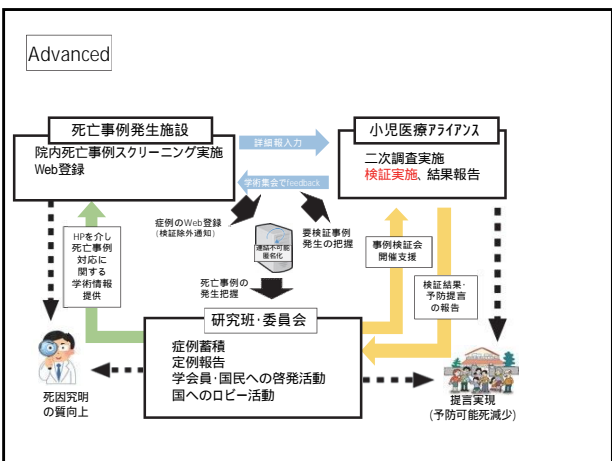 Advanced
死亡事例発生施設
院内死亡事例スクリーニング実施
Web登録
詳細報入力
学術集会でfeedback
小児医療アライアンス
二次調査実施
検証実施、結果報告
症例のWeb登録
(検証除外通知)
連結不可能
匿名化
要検証事例
発生の把握
HPを介し
死亡事例
対応に
関する
学術情報
提供
事例検証会
開催支援
検証結果・
予防提言
の報告
死亡事例の
発生把握
研究班・委員会
症例蓄積
定例報告
学会員・国民への啓発活動
国へのロビー活動
死因究明
の質向上
提言実現
(予防可能死減少)